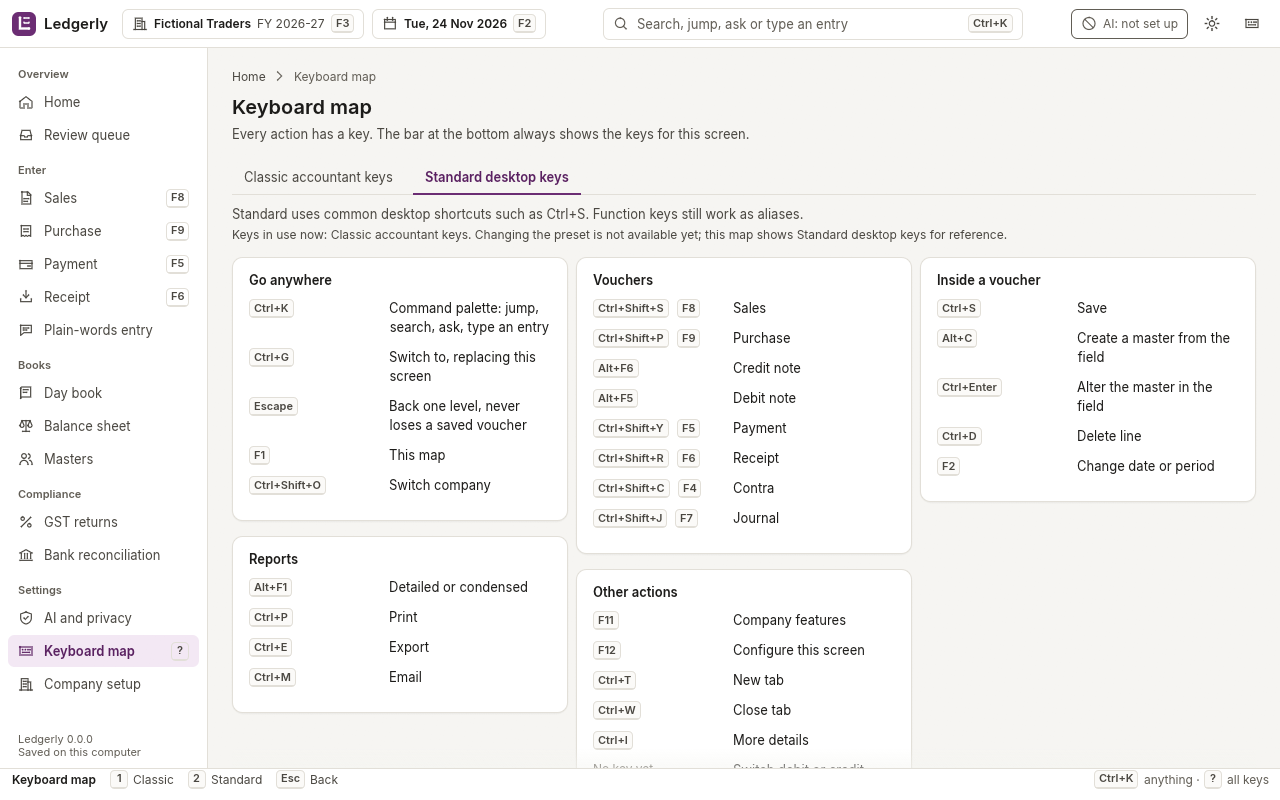 Ledgerly
Fictional Traders FY 2026-27 F3
Tue, 24 Nov 2026 F2
Search, jump, ask or type an entry Ctrl+K
AI: not set up
Overview
Home
Review queue
Enter
Sales F8
Purchase F9
Payment F5
Receipt F6
Plain-words entry
Books
Day book
Balance sheet
Masters
Compliance
GST returns
Bank reconciliation
Settings
AI and privacy
Keyboard map ?
Company setup
Ledgerly 0.0.0
Saved on this computer
Home > Keyboard map
Keyboard map
Every action has a key. The bar at the bottom always shows the keys for this screen.
Classic accountant keys
Standard desktop keys
Standard uses common desktop shortcuts such as Ctrl+S. Function keys still work as aliases.
Keys in use now: Classic accountant keys. Changing the preset is not available yet; this map shows Standard desktop keys for reference.
Go anywhere
Ctrl+K Command palette: jump,
search, ask, type an entry
Ctrl+G Switch to, replacing this
screen
Escape Back one level, never
loses a saved voucher
F1 This map
Ctrl+Shift+O Switch company
Reports
Alt+F1 Detailed or condensed
Ctrl+P Print
Ctrl+E Export
Ctrl+M Email
Vouchers
Ctrl+Shift+S F8 Sales
Ctrl+Shift+P F9 Purchase
Alt+F6 Credit note
Alt+F5 Debit note
Ctrl+Shift+Y F5 Payment
Ctrl+Shift+R F6 Receipt
Ctrl+Shift+C F4 Contra
Ctrl+Shift+J F7 Journal
Other actions
F11 Company features
F12 Configure this screen
Ctrl+T New tab
Ctrl+W Close tab
Ctrl+I More details
No key yet Switch debit or credit
Inside a voucher
Ctrl+S Save
Alt+C Create a master from the
field
Ctrl+Enter Alter the master in the
field
Ctrl+D Delete line
F2 Change date or period
Keyboard map 1 Classic 2 Standard Esc Back
Ctrl+K anything · ? all keys